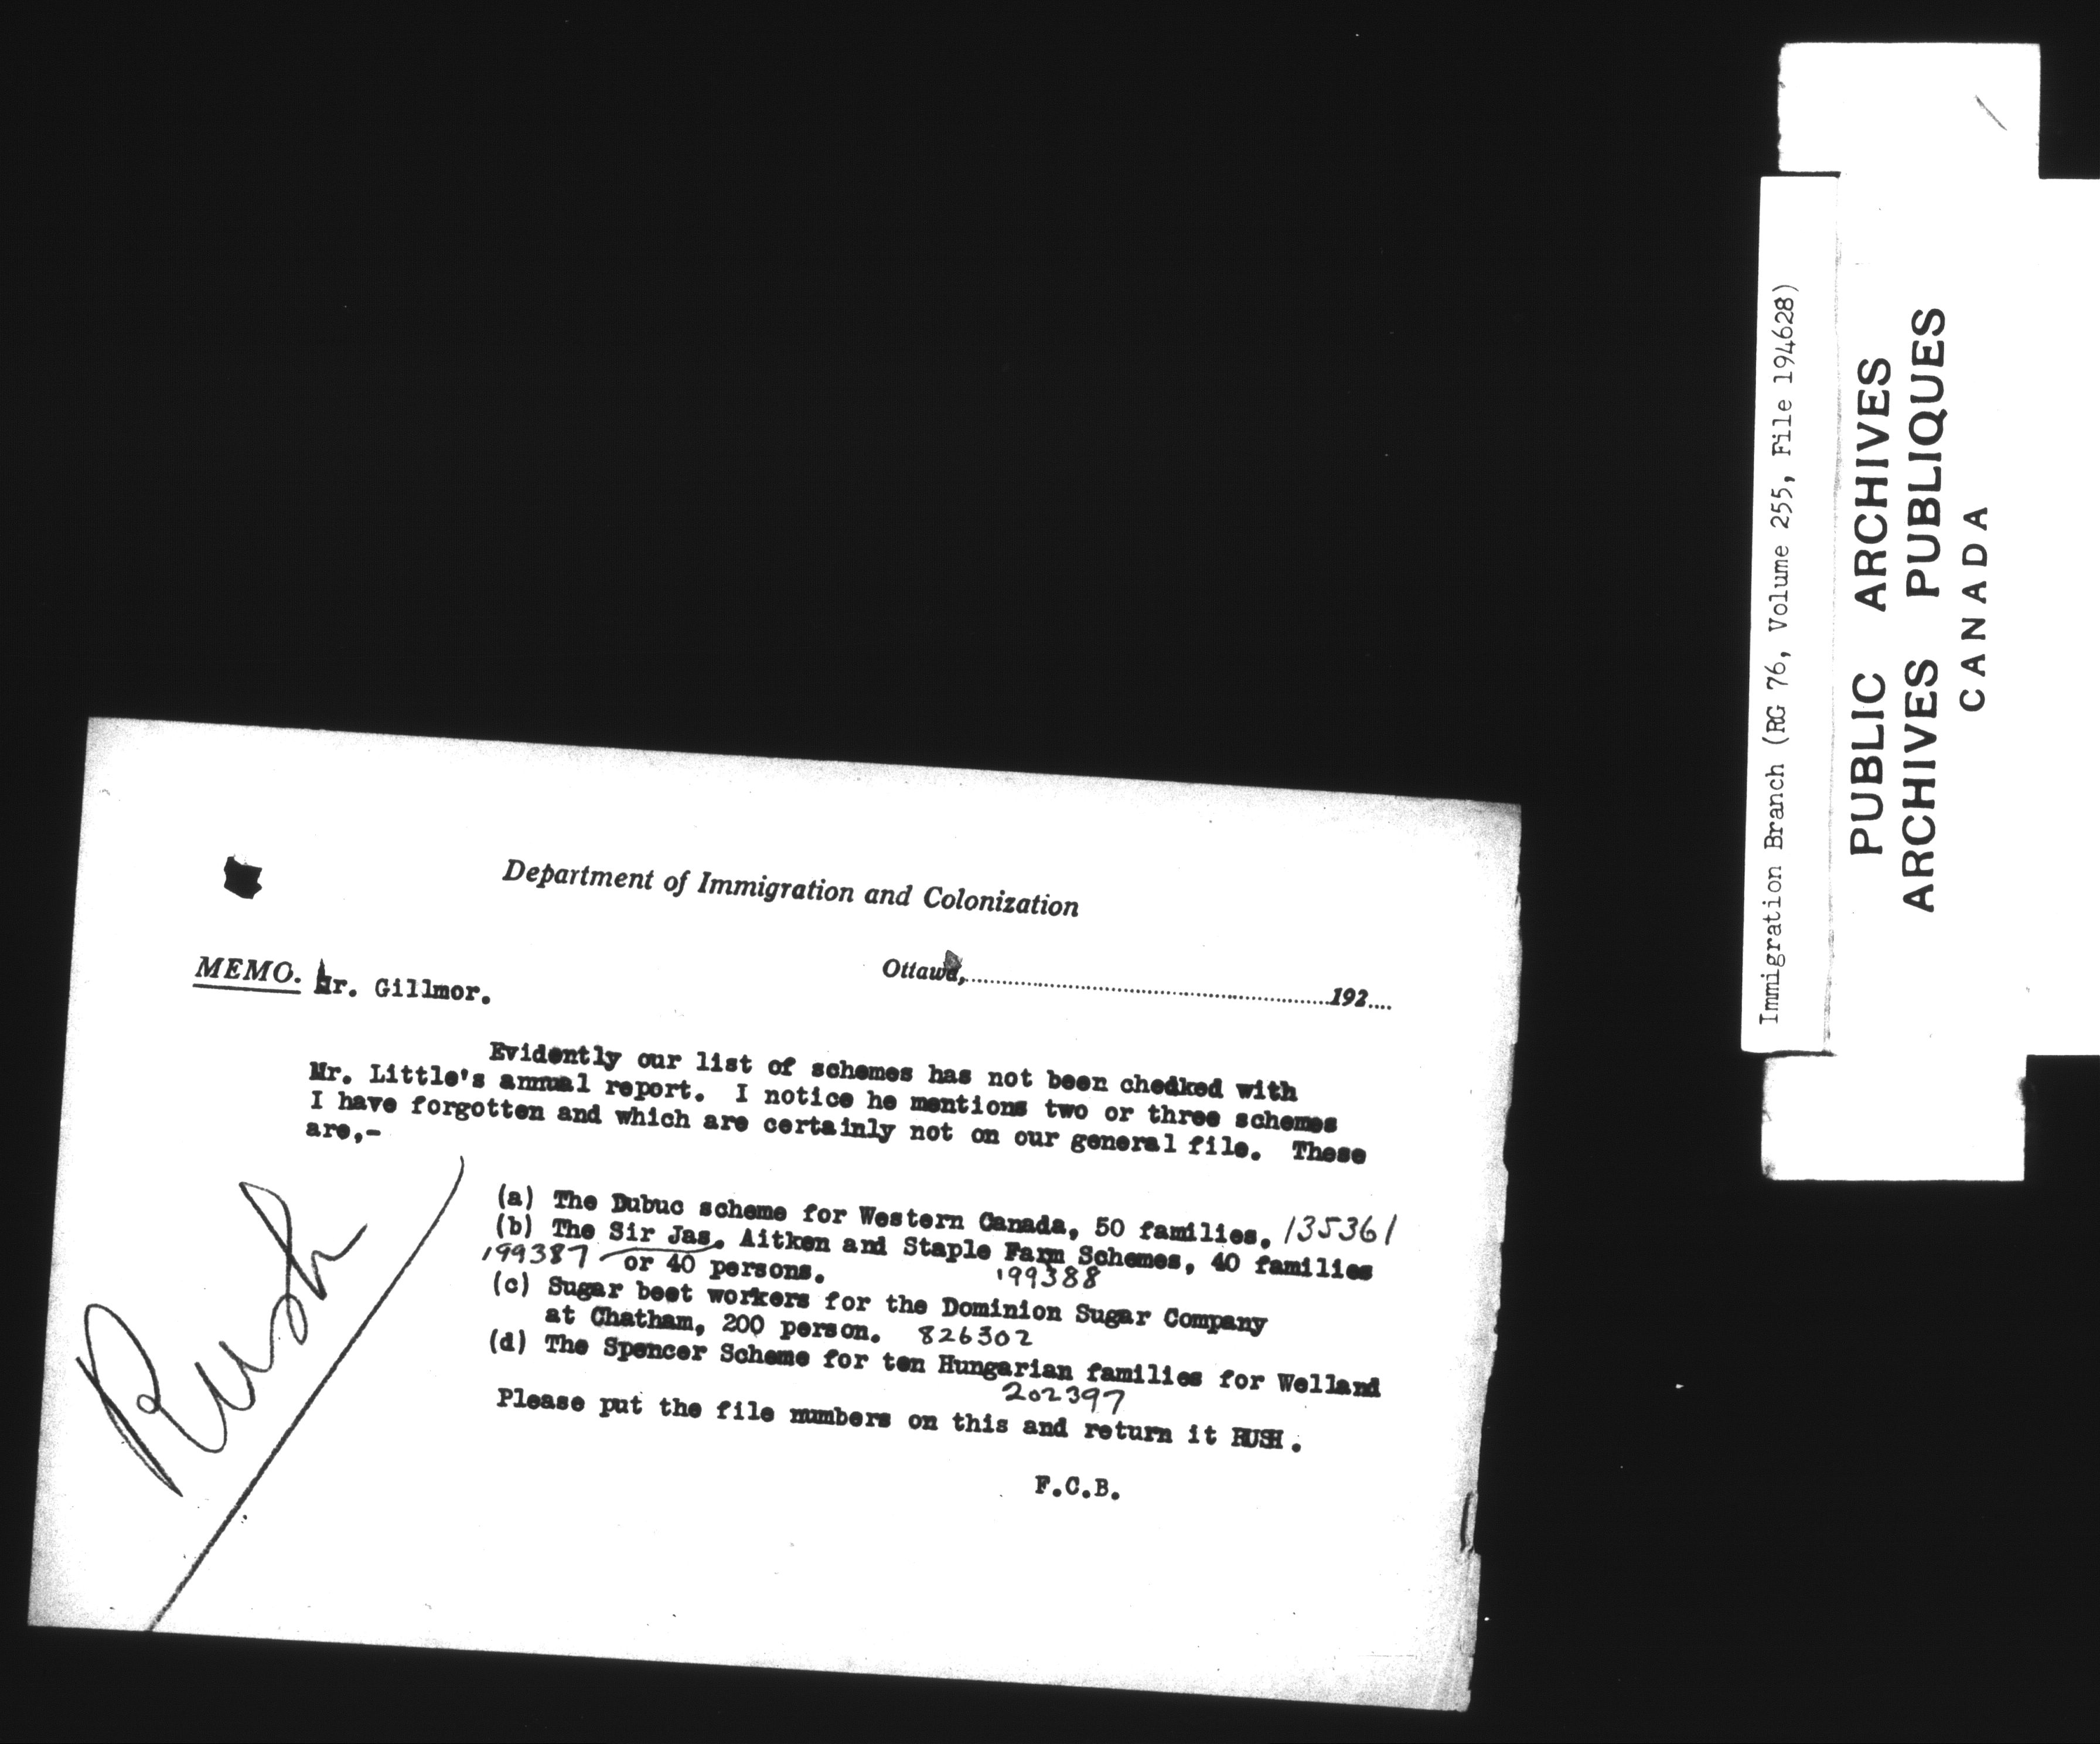 Department of Immigration and Colonization
MEMO. Mr. Gillmor.
Ottawa, 192
Evidently our list of schemes has not been chedked with
Mr. Little's annual report. I notice he mentions two or three schemes
I have forgotten and which are certainly not on our general file. These
are,-
(a) The Dubuc scheme for Western Canada, 50 families. 135361
(b) The Sir Jas. Aitken and Staple Farm Schemes, 40 families
199387 or 40 persons. 199388
(c) Sugar beet workers for the Dominion Sugar Company
at Chatham, 200 person. 826302
(d) The Spencer Scheme for ten Hungarian families for Welland
202397
Please put the file numbers on this and return it RUSH.
F.C.B.
Rush
Immigration Branch (RG 76, Volume 255, File 194628)
PUBLIC ARCHIVES
ARCHIVES PUBLIQUES
CANADA